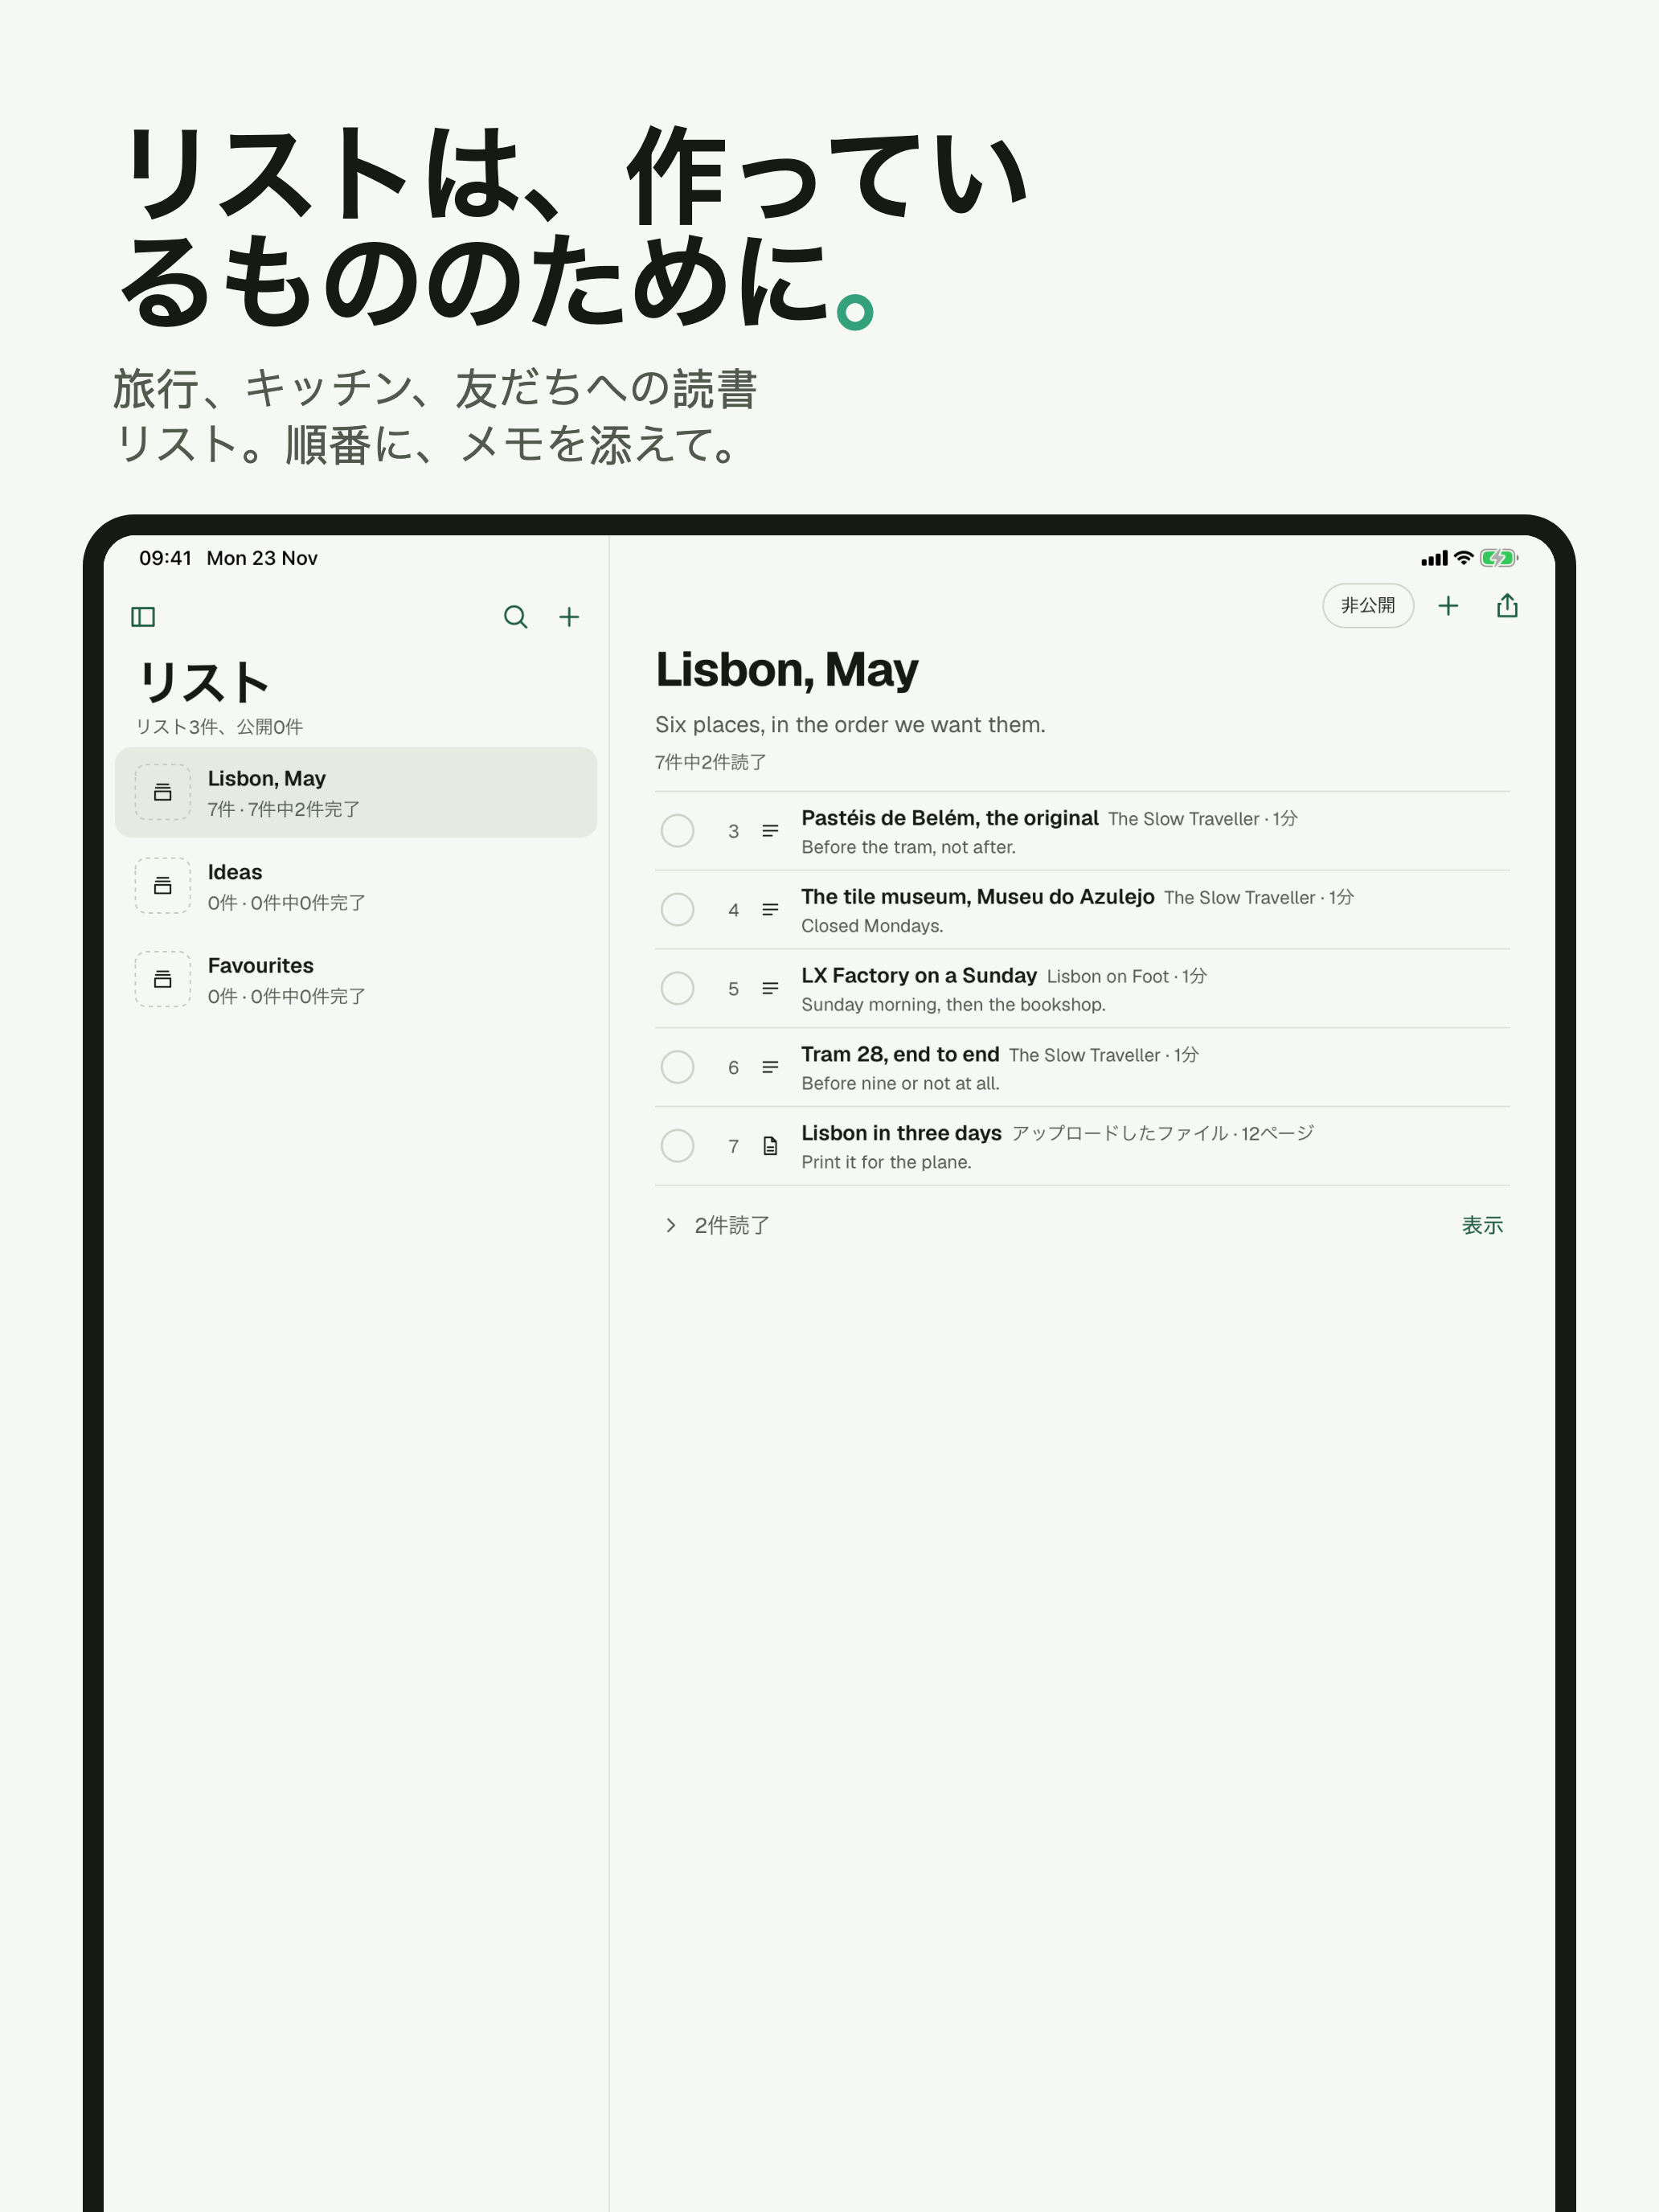 リストは、作ってい
るもののために。
旅行、キッチン、友だちへの読書
リスト。順番に、メモを添えて。
09:41 Mon 23 Nov
リスト
リスト3件、公開0件
Lisbon, May
7件 · 7件中2件完了
Ideas
0件 · 0件中0件完了
Favourites
0件 · 0件中0件完了
非公開
Lisbon, May
Six places, in the order we want them.
7件中2件読了
3 Pastéis de Belém, the original The Slow Traveller · 1分
Before the tram, not after.
4 The tile museum, Museu do Azulejo The Slow Traveller · 1分
Closed Mondays.
5 LX Factory on a Sunday Lisbon on Foot · 1分
Sunday morning, then the bookshop.
6 Tram 28, end to end The Slow Traveller · 1分
Before nine or not at all.
7 Lisbon in three days アップロードしたファイル · 12ページ
Print it for the plane.
2件読了 表示